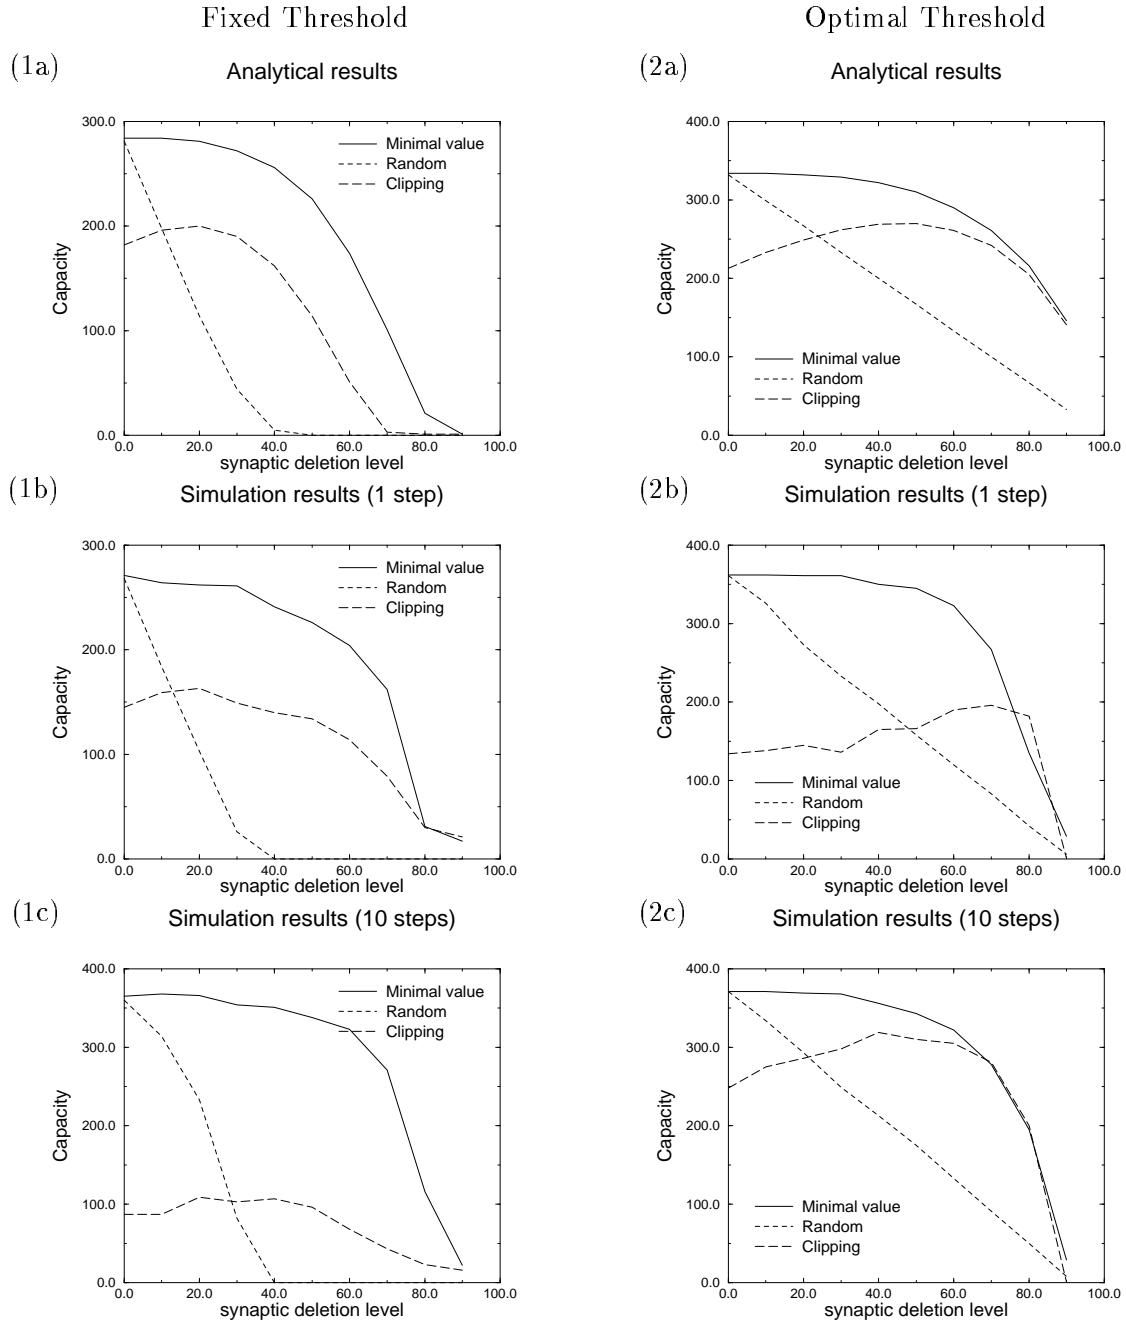 Fixed Threshold
Optimal Threshold
(1a)
Analytical results
300.0
200.0
100.0
0.0
Capacity
Minimal value
Random
Clipping
0.0 20.0 40.0 60.0 80.0 100.0
synaptic deletion level
(2a)
Analytical results
400.0
300.0
200.0
100.0
0.0
Capacity
Minimal value
Random
Clipping
0.0 20.0 40.0 60.0 80.0 100.0
synaptic deletion level
(1b)
Simulation results (1 step)
300.0
200.0
100.0
0.0
Capacity
Minimal value
Random
Clipping
0.0 20.0 40.0 60.0 80.0 100.0
synaptic deletion level
(2b)
Simulation results (1 step)
400.0
300.0
200.0
100.0
0.0
Capacity
Minimal value
Random
Clipping
0.0 20.0 40.0 60.0 80.0 100.0
synaptic deletion level
(1c)
Simulation results (10 steps)
400.0
300.0
200.0
100.0
0.0
Capacity
Minimal value
Random
Clipping
0.0 20.0 40.0 60.0 80.0 100.0
synaptic deletion level
(2c)
Simulation results (10 steps)
400.0
300.0
200.0
100.0
0.0
Capacity
Minimal value
Random
Clipping
0.0 20.0 40.0 60.0 80.0 100.0
synaptic deletion level